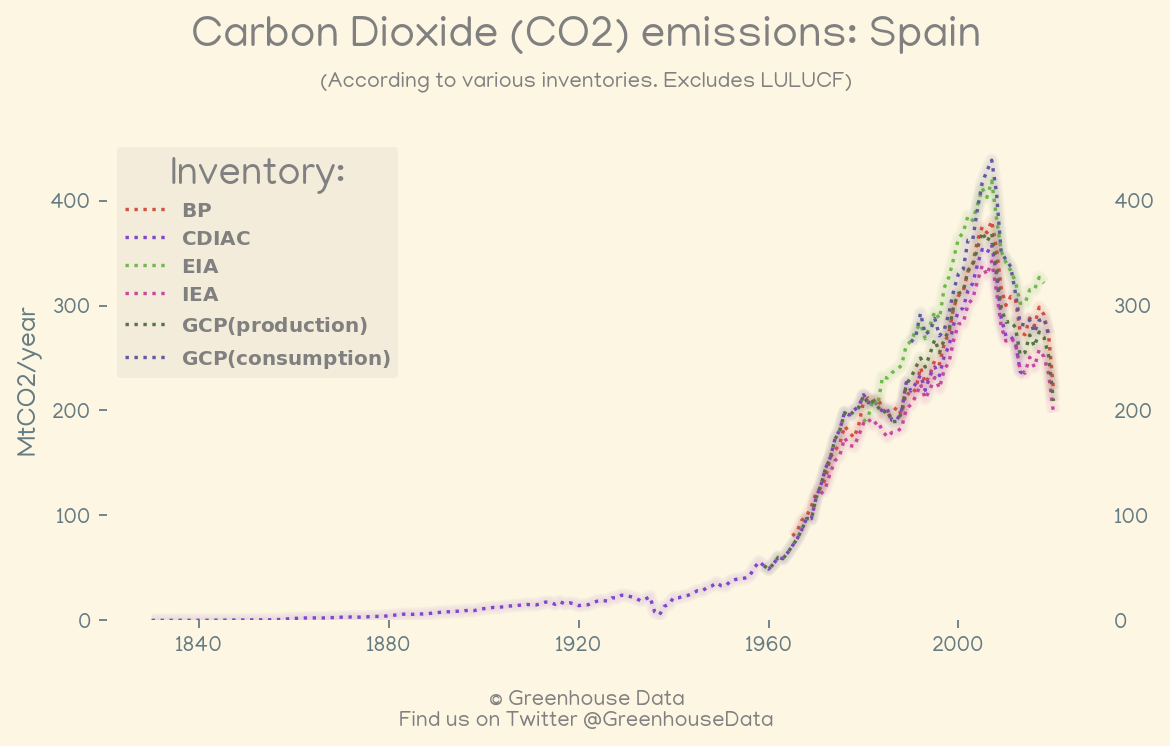 Carbon Dioxide (CO2) emissions: Spain
(According to various inventories. Excludes LULUCF)
Inventory:
BP
CDIAC
EIA
IEA
GCP(production)
GCP(consumption)
MtCO2/year
400
300
200
100
0
400
300
200
100
0
1840
1880
1920
1960
2000
© Greenhouse Data
Find us on Twitter @GreenhouseData